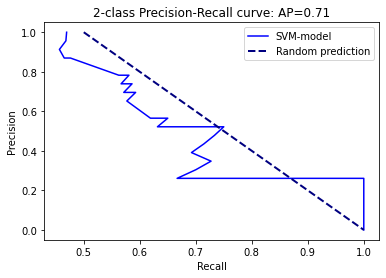 2-class Precision-Recall curve: AP=0.71
SVM-model
Random prediction
1.0
0.8
0.6
0.4
0.2
0.0
Precision
0.5
0.6
0.7
0.8
0.9
1.0
Recall